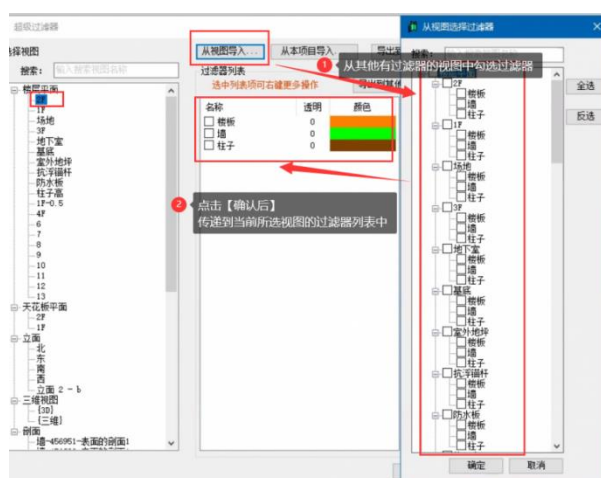 超级过滤器
选择视图
搜索: 输入搜索视图名称
楼层平面
2F
1F
场地
3F
地下室
基底
室外地坪
抗浮锚杆
防水板
柱子高
1F-0.5
4F
6
7
8
9
10
11
12
13
天花板平面
2F
1F
立面
北
东
南
西
立面 2 - b
三维视图
{3D}
{三维}
剖面
墙-456951-表面的剖面1
从视图导入...
从本项目导入.
过滤器列表
选中列表项可右键更多操作
名称 透明 颜色
楼板 0
墙 0
柱子 0
1 从其他有过滤器的视图中勾选过滤器
2 点击【确认后】
传递到当前所选视图的过滤器列表中
从视图选择过滤器
搜索:
2F
楼板
墙
柱子
1F
楼板
墙
柱子
场地
楼板
墙
柱子
3F
楼板
墙
柱子
地下室
楼板
墙
柱子
基底
楼板
墙
柱子
室外地坪
楼板
墙
柱子
抗浮锚杆
楼板
墙
柱子
防水板
楼板
墙
柱子
全选
反选
确定
取消